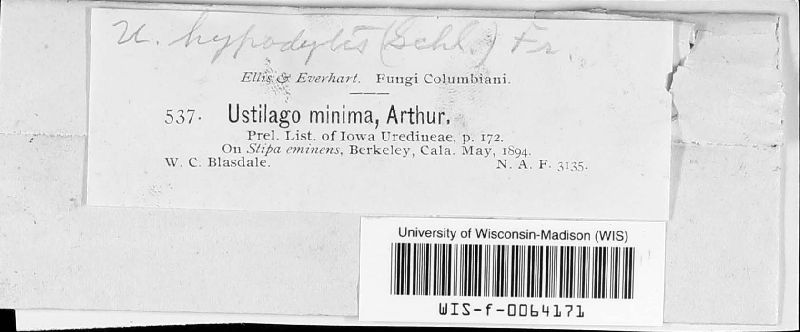 U. hypodytes (Schl.) Fr.
Ellis & Everhart. Fungi Columbiani.
537. Ustilago minima, Arthur.
Prel. List. of Iowa Uredineae, p. 172.
On Stipa eminens, Berkeley, Cala. May, 1894.
W. C. Blasdale. N. A. F. 3135.
University of Wisconsin-Madison (WIS)
WIS-f-0064171